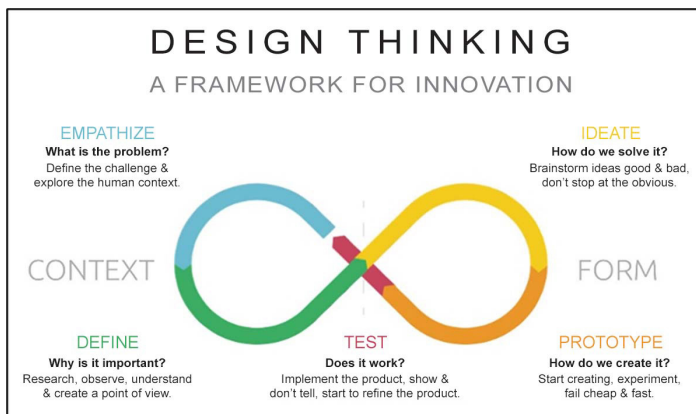 DESIGN THINKING
A FRAMEWORK FOR INNOVATION
EMPATHIZE
What is the problem?
Define the challenge &
explore the human context.
IDEATE
How do we solve it?
Brainstorm ideas good & bad,
don't stop at the obvious.
CONTEXT
FORM
DEFINE
Why is it important?
Research, observe, understand
& create a point of view.
TEST
Does it work?
Implement the product, show &
don't tell, start to refine the product.
PROTOTYPE
How do we create it?
Start creating, experiment,
fail cheap & fast.